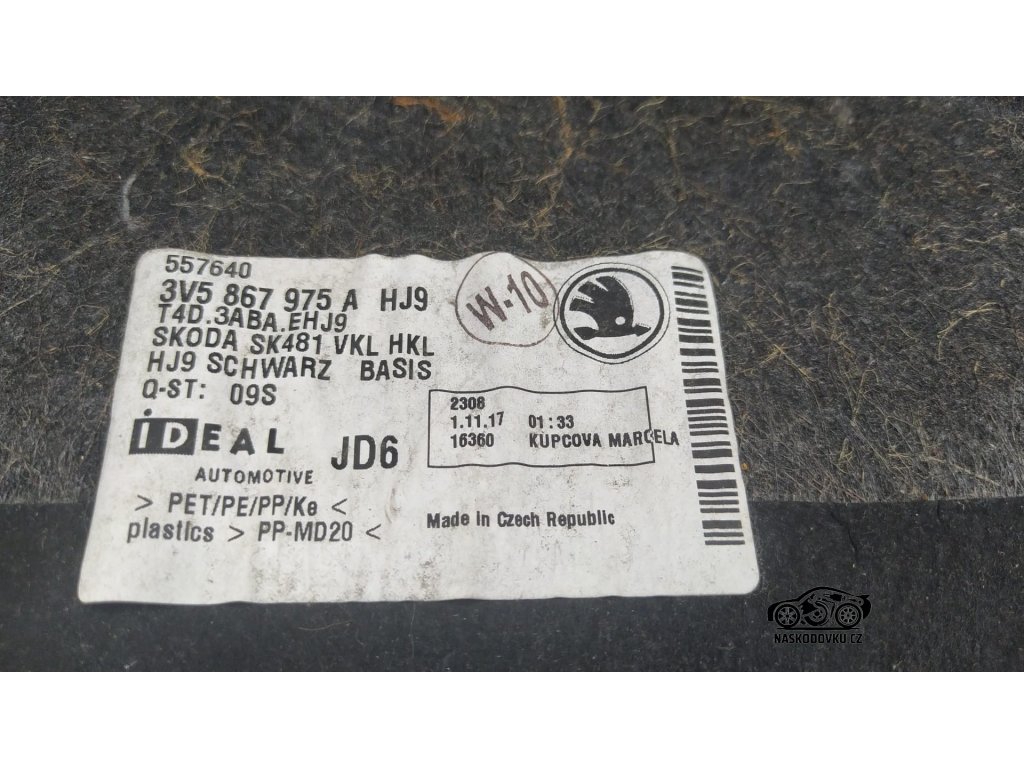 557640
3V5 867 975 A HJ9
T4D.3ABA.EHJ9
SKODA SK481 VKL HKL
HJ9 SCHWARZ BASIS
Q-ST: 09S
W-10
2308
1.11.17 01:33
16360 KUPCOVA MARCELA
iDEAL
AUTOMOTIVE
JD6
> PET/PE/PP/Ke <
plastics > PP-MD20 <
Made in Czech Republic
NASKODOVKU.CZ